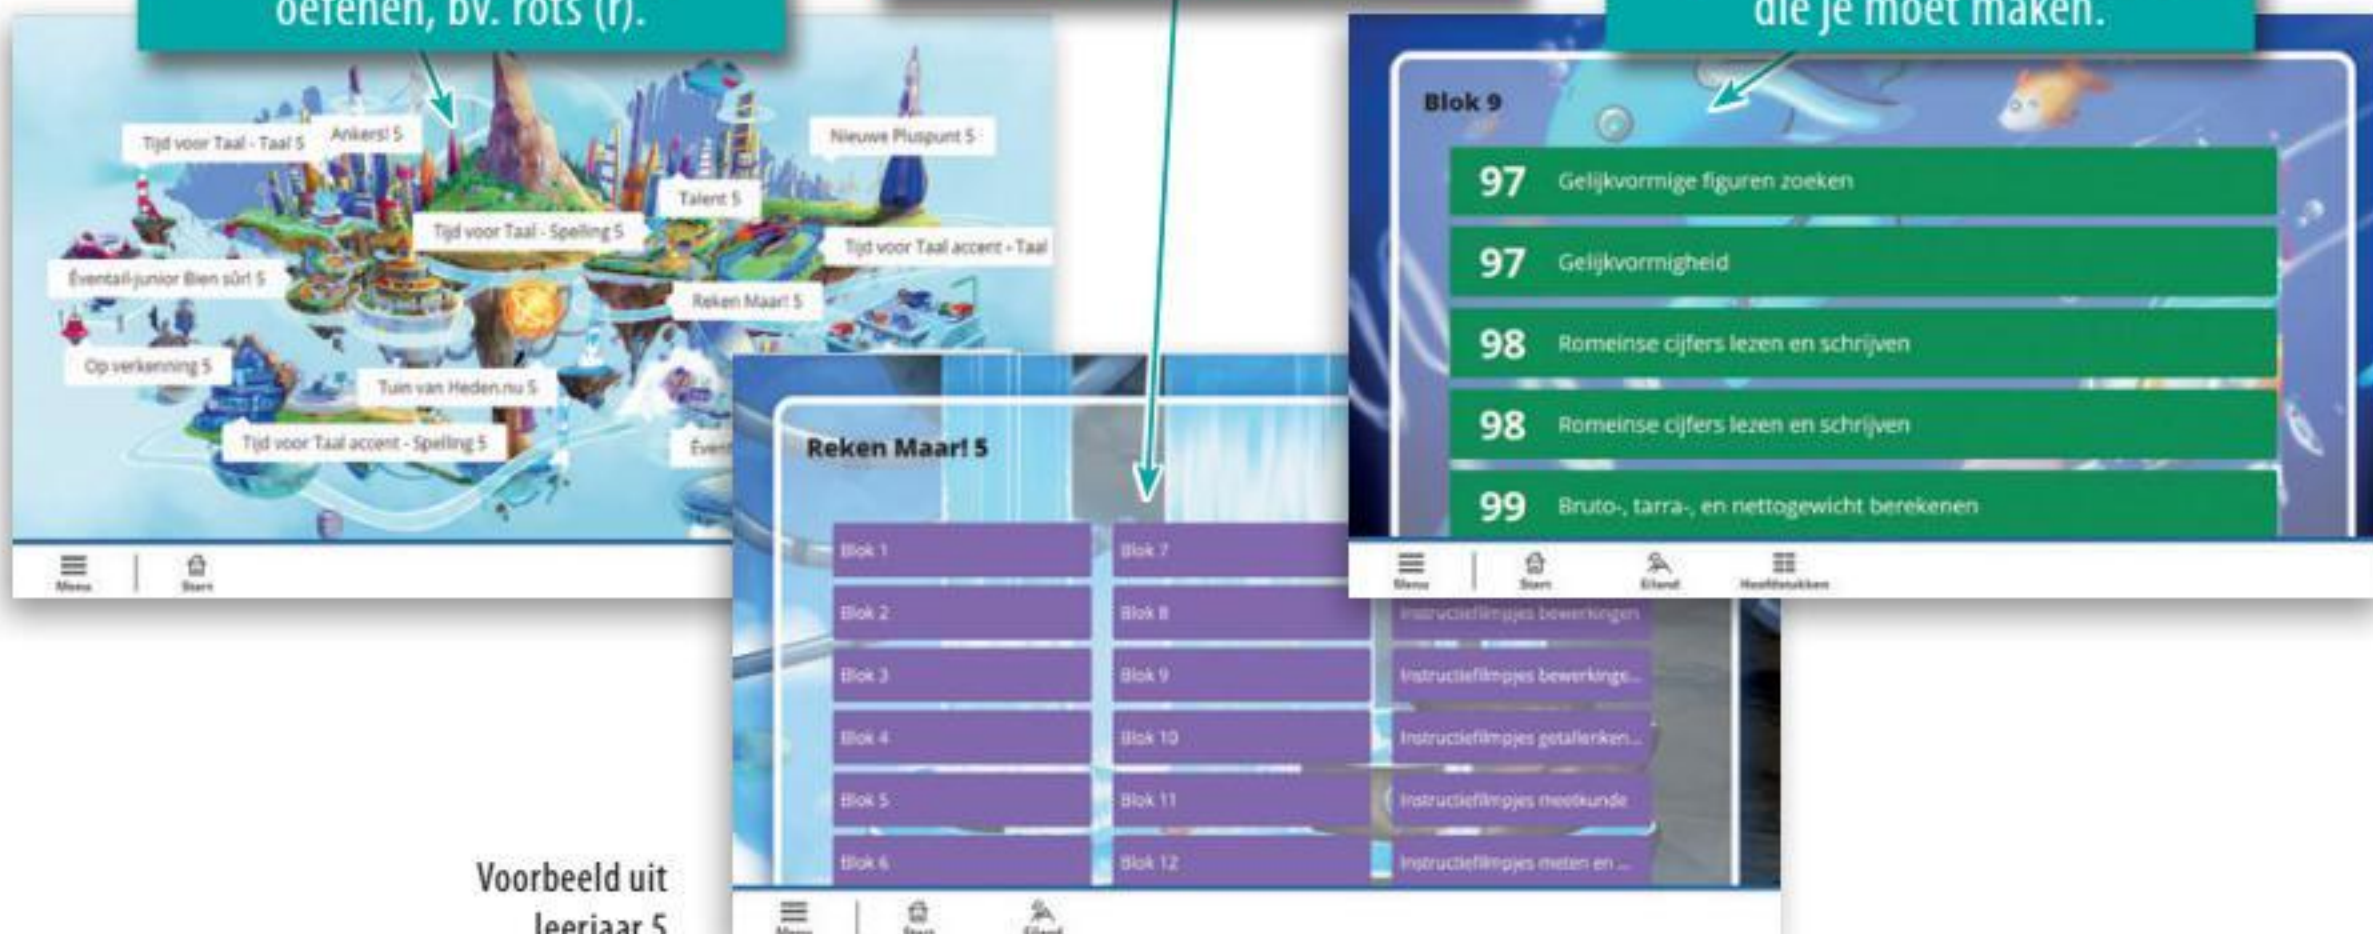 oefenen, bv. rots (r).
die je moet maken.
Tijd voor Taal - Taal 5
Ankers! 5
Nieuwe Pluspunt 5
Talent 5
Tijd voor Taal - Spelling 5
Tijd voor Taal accent - Taal
Éventail-junior Bien sûr! 5
Reken Maar! 5
Op verkenning 5
Tuin van Heden.nu 5
Tijd voor Taal accent - Spelling 5
Évent
Menu
Start
Reken Maar! 5
Blok 1
Blok 2
Blok 3
Blok 4
Blok 5
Blok 6
Blok 7
Blok 8
Blok 9
Blok 10
Blok 11
Blok 12
Instructiefilmpjes bewerkingen
Instructiefilmpjes bewerkinge...
Instructiefilmpjes getallenken...
Instructiefilmpjes meetkunde
Instructiefilmpjes meten en ...
Menu
Start
Eiland
Blok 9
97 Gelijkvormige figuren zoeken
97 Gelijkvormigheid
98 Romeinse cijfers lezen en schrijven
98 Romeinse cijfers lezen en schrijven
99 Bruto-, tarra-, en nettogewicht berekenen
Menu
Start
Eiland
Hoofdstukken
Voorbeeld uit
leerjaar 5